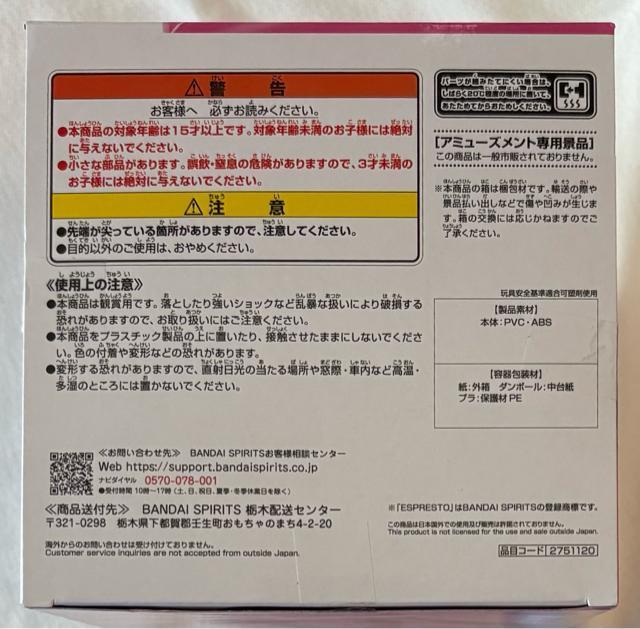 ⚠警告
お客様へ 必ずお読みください。
●本商品の対象年齢は15才以上です。対象年齢未満のお子様には絶対
に与えないでください。
●小さな部品があります。誤飲・窒息の危険がありますので、3才未満の
お子様には絶対に与えないでください。
⚠注意
●先端が尖っている箇所がありますので、注意してください。
●目的以外のご使用は、おやめください。
≪使用上の注意≫
●本商品は観賞用です。落としたり強いショックなど乱暴な扱いにより破損する
恐れがありますので、お取り扱いにはご注意ください。
●本商品をプラスチック製品の上に置いたり、接触させたままにしないでくださ
い。色の付着や変形などの恐れがあります。
●変形する恐れがありますので、直射日光の当たる場所や窓際・車内など高温・
多湿のところには置かないでください。
パーツが組みたてにくい場合は、
しばらく20℃程度の場所に置いて、
あたためてからおためしください。
[アミューズメント専用景品]
この商品は一般市販されておりません。
※本商品の箱は梱包材です。輸送の際や
景品払い出しなどで傷や凹みが生じま
す。箱の交換には応じかねますのでご
了承ください。
玩具安全基準適合可塑剤使用
【製品素材】
本体:PVC・ABS
【容器包装材】
紙:外箱 ダンボール:中台紙
プラ:保護材 PE
≪お問い合わせ先≫ BANDAI SPIRITSお客様相談センター
Web https://support.bandaispirits.co.jp
ナビダイヤル 0570-078-001
●受付時間 10時〜17時(土、日、祝日、夏季・冬季休業日を除く)
≪商品送付先≫ BANDAI SPIRITS 栃木配送センター
〒321-0298 栃木県下都賀郡壬生町おもちゃのまち4-2-20
海外からのお問い合わせは受け付けておりません。
Customer service inquiries are not accepted from outside Japan.
※「ESPRESTO」はBANDAI SPIRITSの登録商標です。
この商品は日本国外での使用及び販売は許諾されておりません。
This product is not licensed for the use and sale outside Japan.
品目コード 2751120